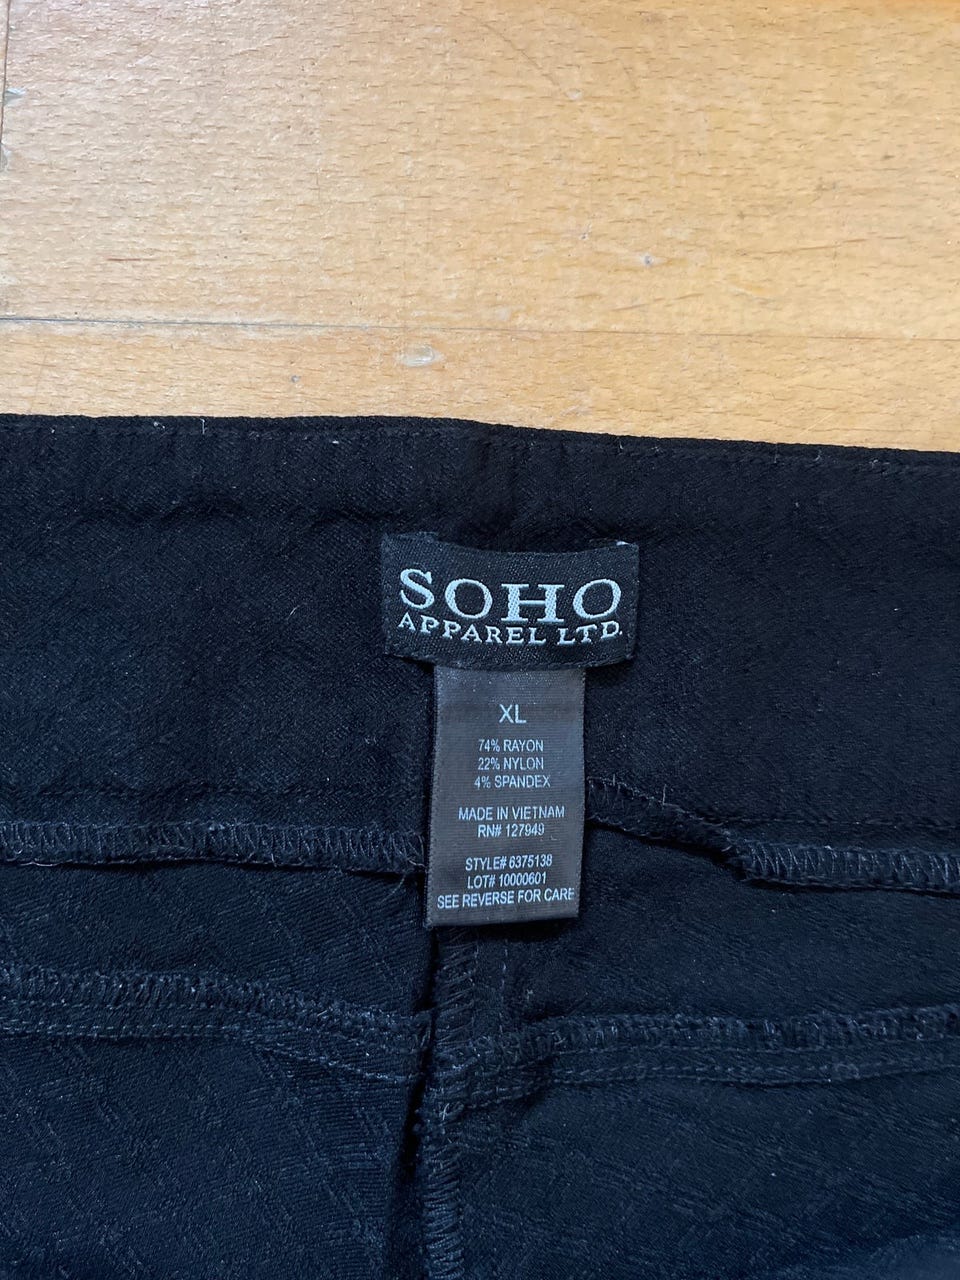 SOHO
APPAREL LTD.
XL
74% RAYON
22% NYLON
4% SPANDEX
MADE IN VIETNAM
RN# 127949
STYLE# 6375138
LOT# 10000601
SEE REVERSE FOR CARE